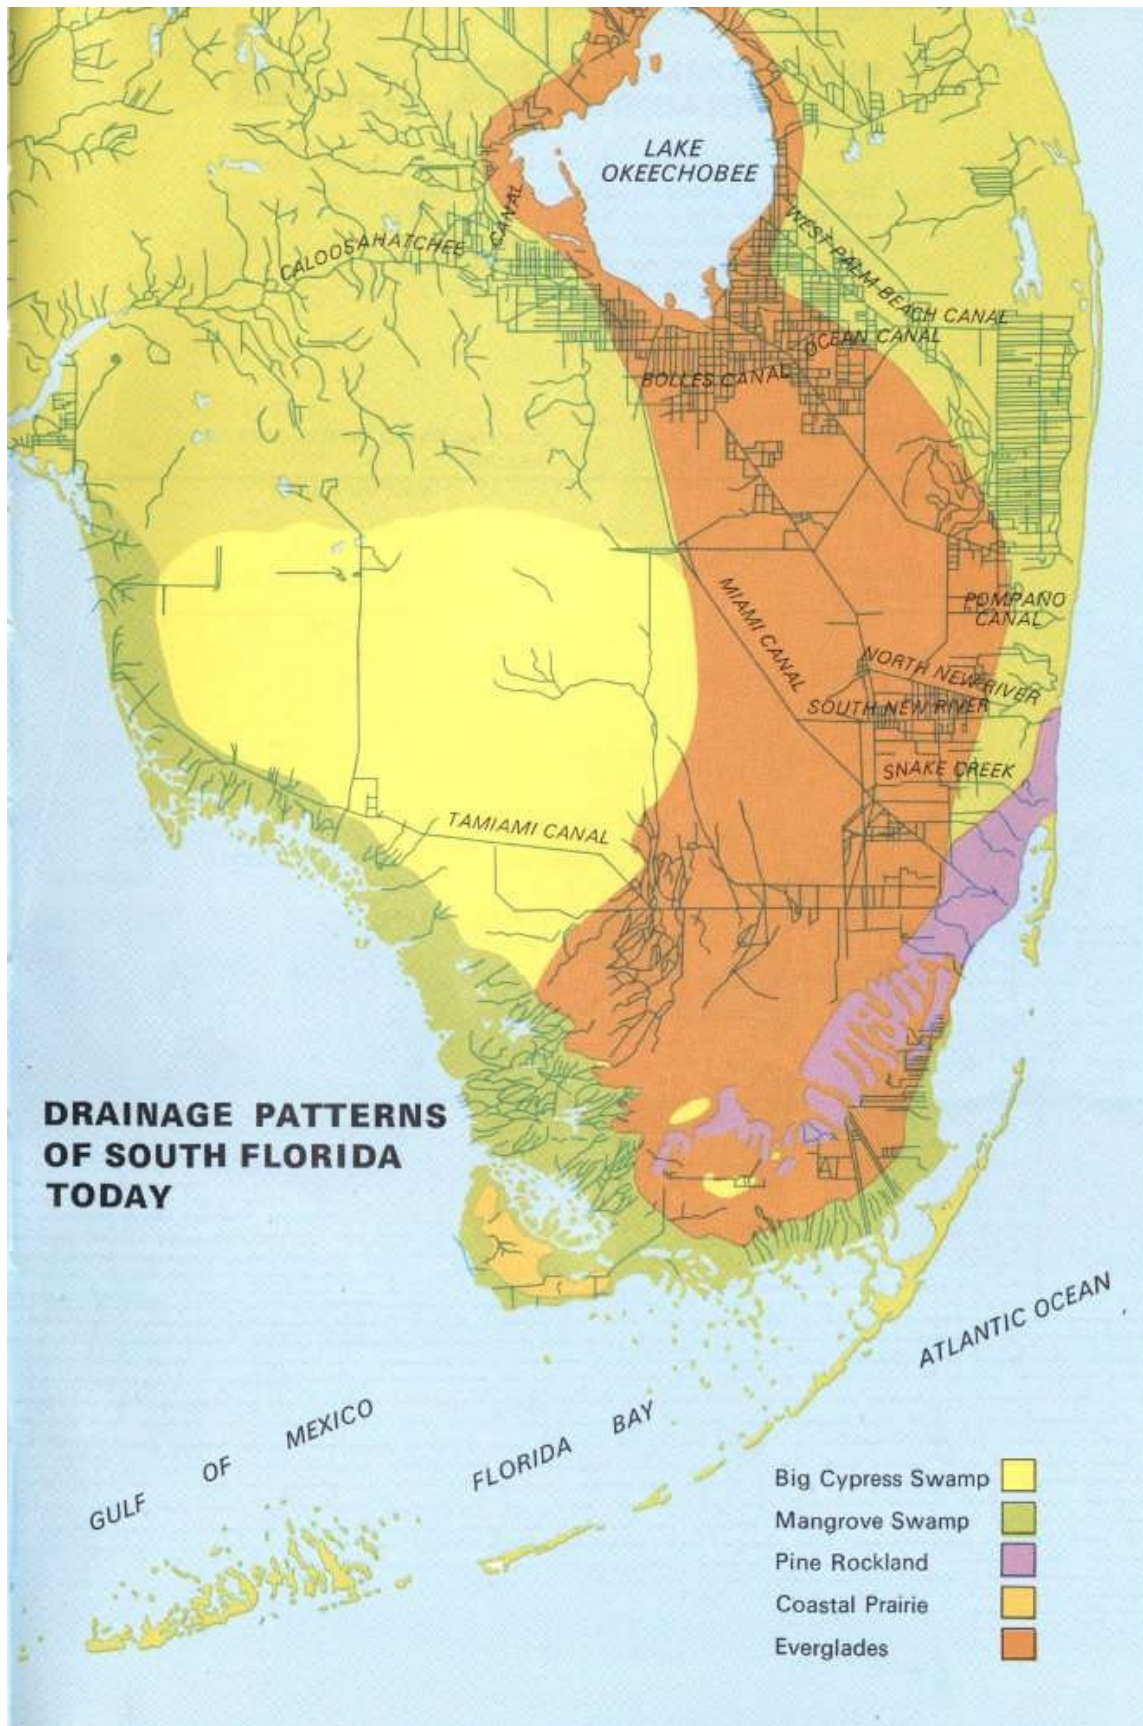 LAKE
OKEECHOBEE
CALOOSAHATCHEE
CANAL
WEST PALM BEACH CANAL
OCEAN CANAL
BOLLES CANAL
MIAMI CANAL
POMPANO
CANAL
NORTH NEW RIVER
SOUTH NEW RIVER
SNAKE CREEK
TAMIAMI CANAL
DRAINAGE PATTERNS
OF SOUTH FLORIDA
TODAY
ATLANTIC OCEAN
GULF OF MEXICO
FLORIDA BAY
Big Cypress Swamp
Mangrove Swamp
Pine Rockland
Coastal Prairie
Everglades